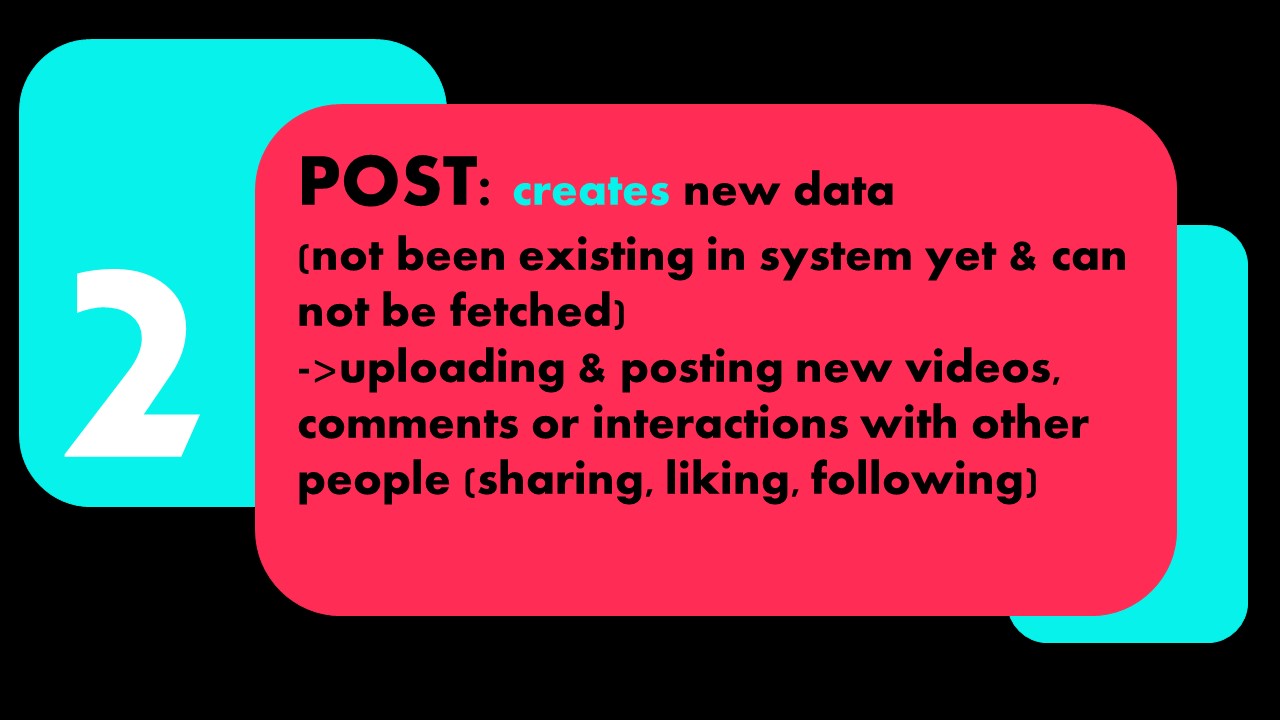 2
POST: creates new data
(not been existing in system yet & can
not be fetched)
->uploading & posting new videos,
comments or interactions with other
people (sharing, liking, following)